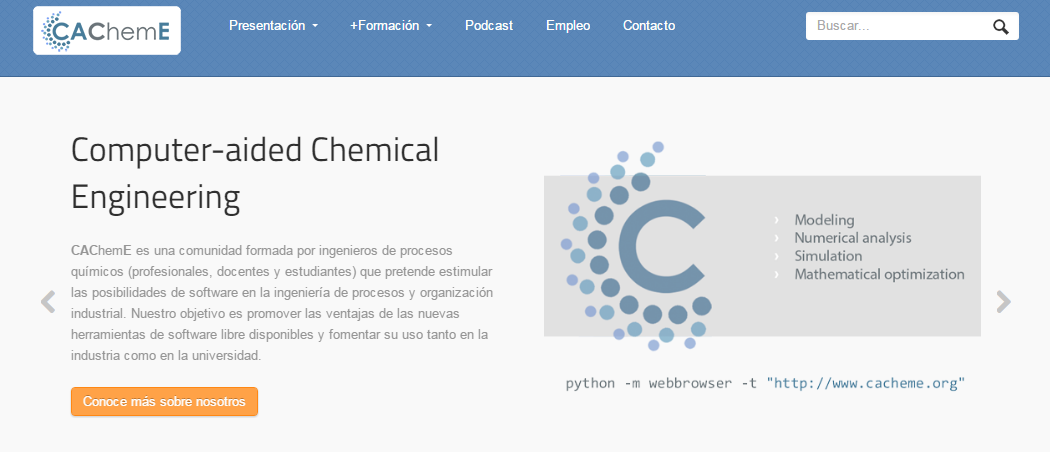 CAChemE
Presentación
+Formación
Podcast
Empleo
Contacto
Buscar...
Computer-aided Chemical
Engineering
CAChemE es una comunidad formada por ingenieros de procesos
químicos (profesionales, docentes y estudiantes) que pretende estimular
las posibilidades de software en la ingeniería de procesos y organización
industrial. Nuestro objetivo es promover las ventajas de las nuevas
herramientas de software libre disponibles y fomentar su uso tanto en la
industria como en la universidad.
Conoce más sobre nosotros
C
› Modeling
› Numerical analysis
› Simulation
› Mathematical optimization
python -m webbrowser -t "http://www.cacheme.org"